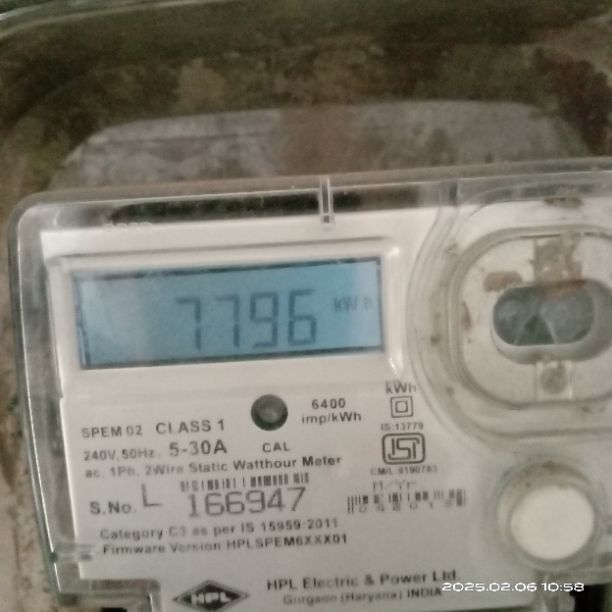 7796 kWh
6400
imp/kWh
kWh
SPEM 02 CLASS 1
IS:13779
240V, 50Hz. 5-30A CAL
ISI
ac. 1Ph, 2Wire Static Watthour Meter
S.No. L 166947
M/YR
Category C3 as per IS 15959:2011
Firmware Version:HPLSPEM6XXX01
HPL
HPL Electric & Power Ltd.
Gurgaon (Haryana) INDIA
2025.02.06 10:58